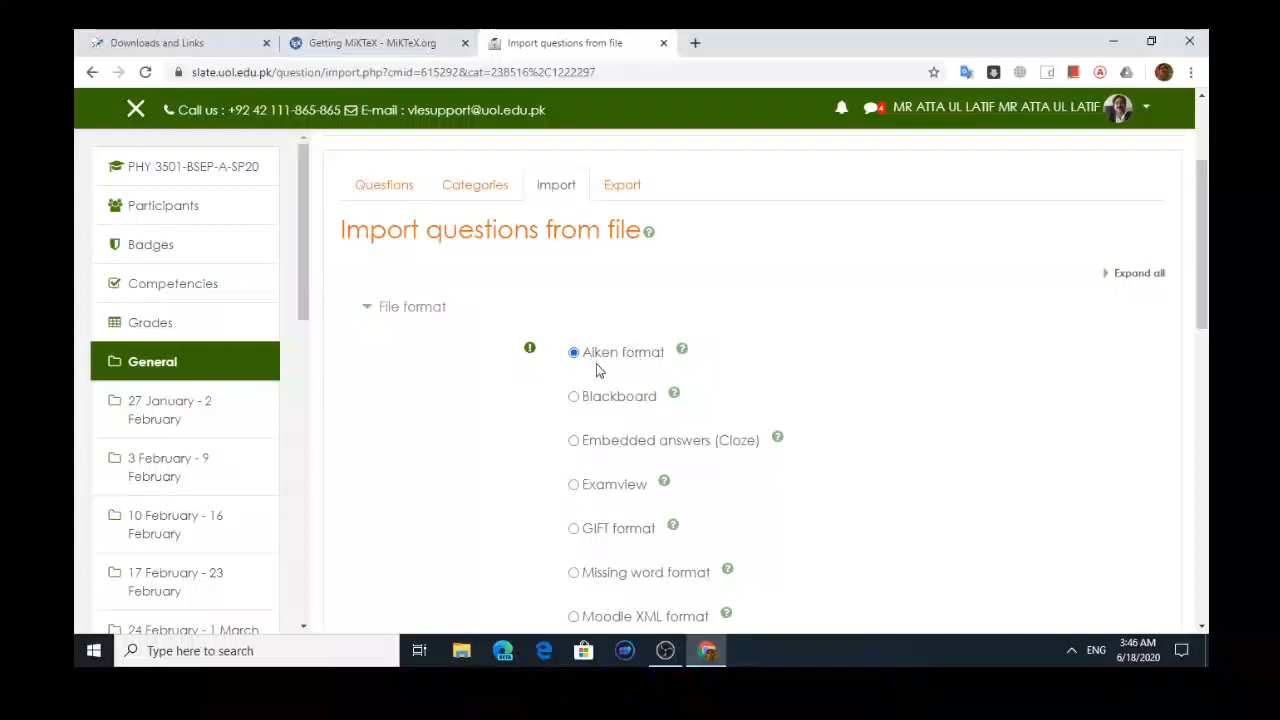 Downloads and Links
Getting MiKTeX - MiKTeX.org
Import questions from file
slate.uol.edu.pk/question/import.php?cmid=615292&cat=238516%2C1222297
Call us : +92 42 111-865-865 E-mail : vlesupport@uol.edu.pk
4
MR ATTA UL LATIF MR ATTA UL LATIF
PHY 3501-BSEP-A-SP20
Participants
Badges
Competencies
Grades
General
27 January - 2
February
3 February - 9
February
10 February - 16
February
17 February - 23
February
24 February - 1 March
Questions
Categories
Import
Export
Import questions from file
Expand all
File format
Aiken format
Blackboard
Embedded answers (Cloze)
Examview
GIFT format
Missing word format
Moodle XML format
Type here to search
ENG
3:46 AM
6/18/2020